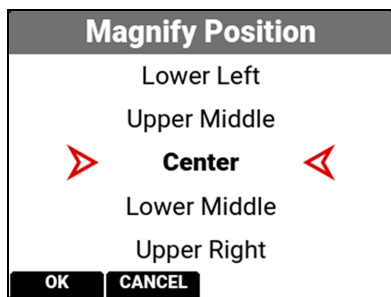 Magnify Position
Lower Left
Upper Middle
Center
Lower Middle
Upper Right
OK CANCEL